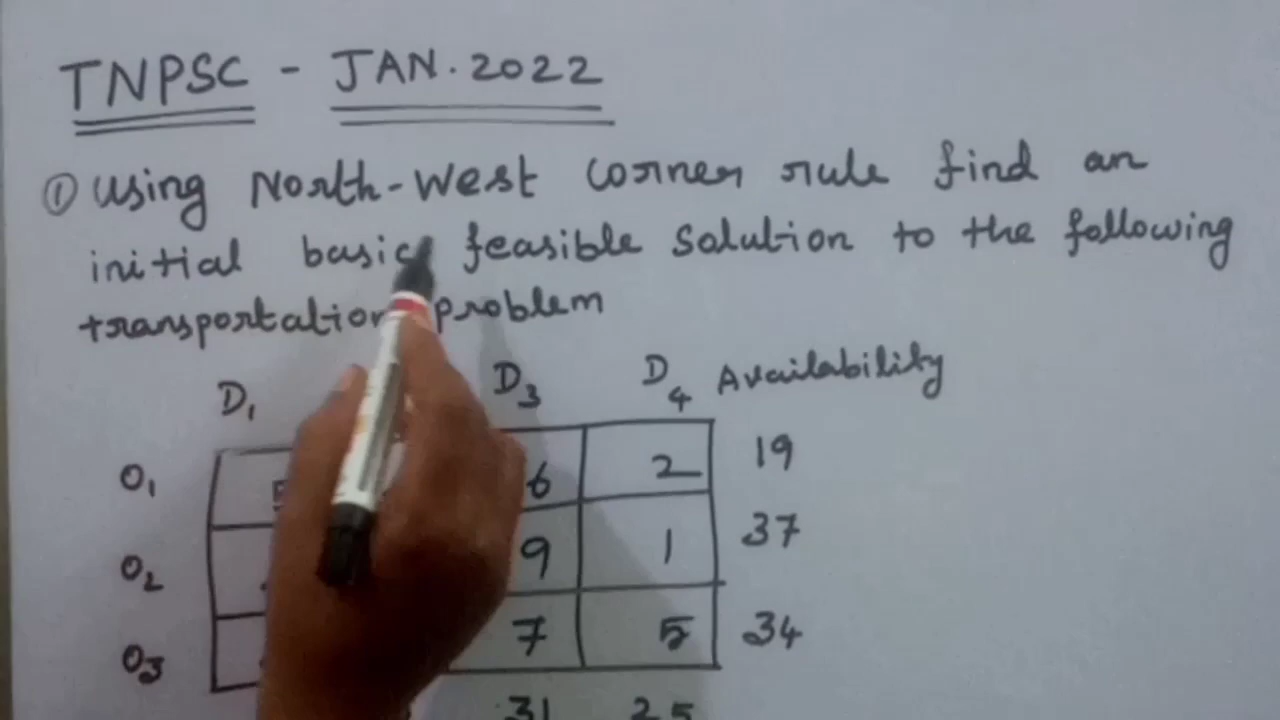 TNPSC - JAN. 2022
① Using North-West corner rule find an
initial basic feasible solution to the following
transportation problem
D1 D3 D4 Availability
O1 5 6 2 19
O2 9 1 37
O3 7 5 34
31 25